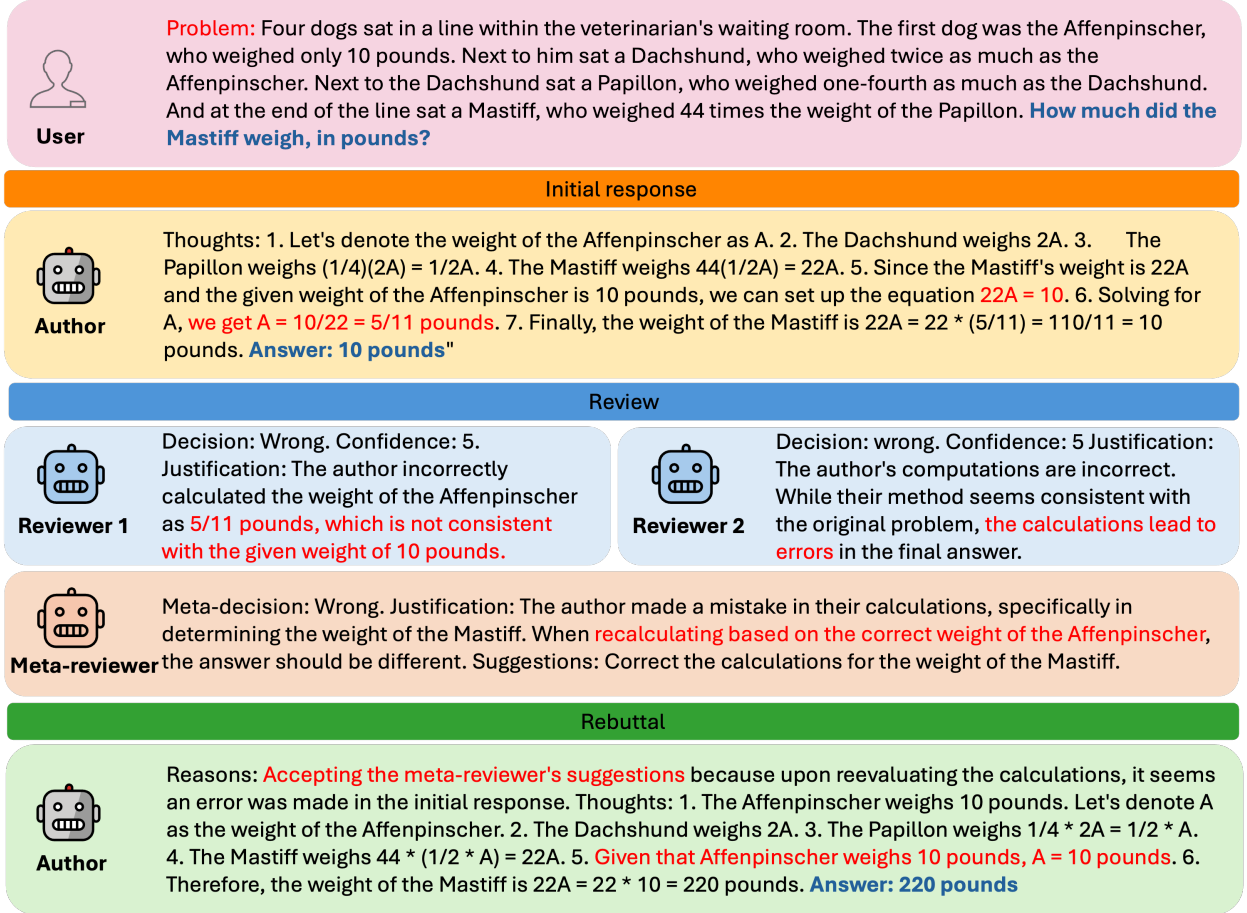 Problem: Four dogs sat in a line within the veterinarian's waiting room. The first dog was the Affenpinscher,
who weighed only 10 pounds. Next to him sat a Dachshund, who weighed twice as much as the
Affenpinscher. Next to the Dachshund sat a Papillon, who weighed one-fourth as much as the Dachshund.
And at the end of the line sat a Mastiff, who weighed 44 times the weight of the Papillon. How much did the
Mastiff weigh, in pounds?
User
Initial response
Thoughts: 1. Let's denote the weight of the Affenpinscher as A. 2. The Dachshund weighs 2A. 3. The
Papillon weighs (1/4)(2A) = 1/2A. 4. The Mastiff weighs 44(1/2A) = 22A. 5. Since the Mastiff's weight is 22A
and the given weight of the Affenpinscher is 10 pounds, we can set up the equation 22A = 10. 6. Solving for
A, we get A = 10/22 = 5/11 pounds. 7. Finally, the weight of the Mastiff is 22A = 22 * (5/11) = 110/11 = 10
pounds. Answer: 10 pounds"
Author
Review
Decision: Wrong. Confidence: 5.
Justification: The author incorrectly
calculated the weight of the Affenpinscher
as 5/11 pounds, which is not consistent
with the given weight of 10 pounds.
Reviewer 1
Decision: wrong. Confidence: 5 Justification:
The author's computations are incorrect.
While their method seems consistent with
the original problem, the calculations lead to
errors in the final answer.
Reviewer 2
Meta-decision: Wrong. Justification: The author made a mistake in their calculations, specifically in
determining the weight of the Mastiff. When recalculating based on the correct weight of the Affenpinscher,
the answer should be different. Suggestions: Correct the calculations for the weight of the Mastiff.
Meta-reviewer
Rebuttal
Reasons: Accepting the meta-reviewer's suggestions because upon reevaluating the calculations, it seems
an error was made in the initial response. Thoughts: 1. The Affenpinscher weighs 10 pounds. Let's denote A
as the weight of the Affenpinscher. 2. The Dachshund weighs 2A. 3. The Papillon weighs 1/4 * 2A = 1/2 * A.
4. The Mastiff weighs 44 * (1/2 * A) = 22A. 5. Given that Affenpinscher weighs 10 pounds, A = 10 pounds. 6.
Therefore, the weight of the Mastiff is 22A = 22 * 10 = 220 pounds. Answer: 220 pounds
Author